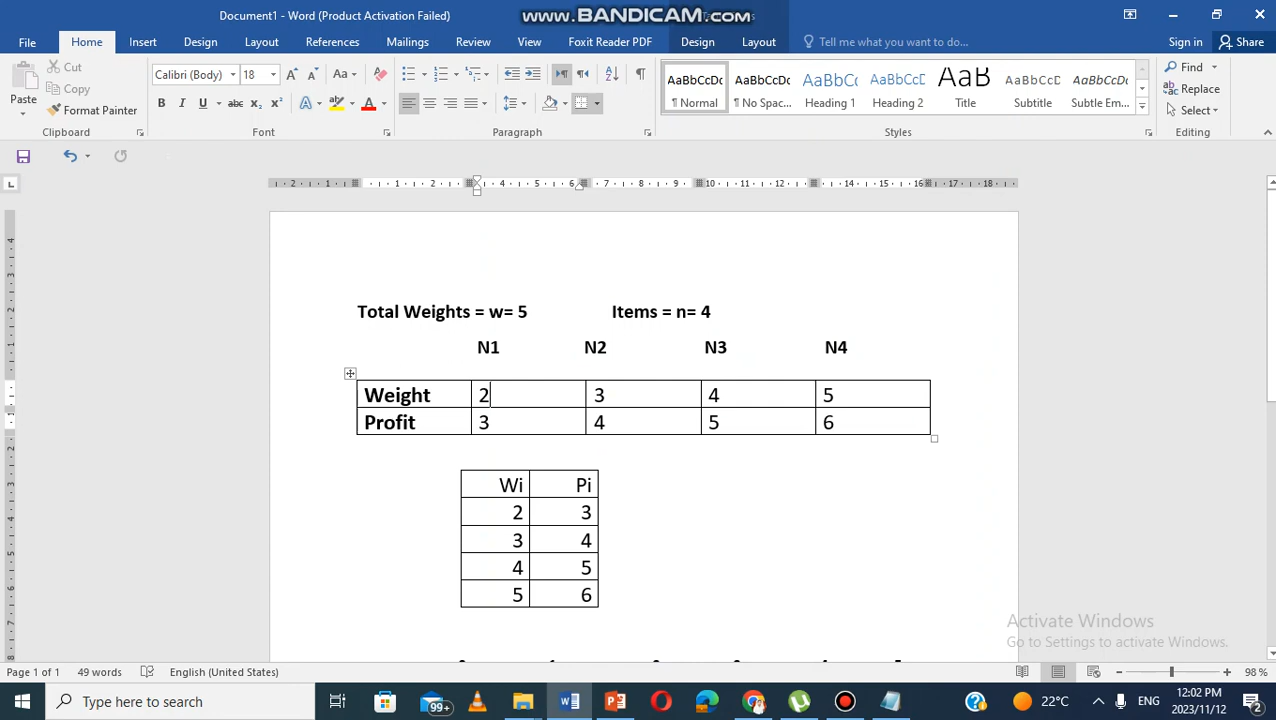 Document1 - Word (Product Activation Failed)
www.BANDICAM.com
File Home Insert Design Layout References Mailings Review View Foxit Reader PDF Design Layout Tell me what you want to do... Sign in Share
Paste
Cut
Copy
Format Painter
Clipboard
Calibri (Body) 18
Font
Paragraph
AaBbCcDc AaBbCcDc AaBbCc AaBbCcD AaB AaBbCcD AaBbCcDc
¶ Normal ¶ No Spac... Heading 1 Heading 2 Title Subtitle Subtle Em...
Styles
Find
Replace
Select
Editing
Total Weights = w= 5 Items = n= 4
N1 N2 N3 N4
Weight 2 3 4 5
Profit 3 4 5 6
Wi Pi
2 3
3 4
4 5
5 6
Activate Windows
Go to Settings to activate Windows.
Page 1 of 1 49 words English (United States) 98 %
Type here to search
99+
22°C
ENG
12:02 PM
2023/11/12
2